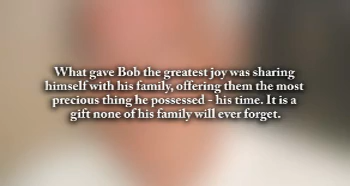 What gave Bob the greatest joy was sharing
himself with his family, offering them the most
precious thing he possessed - his time. It is a
gift none of his family will ever forget.